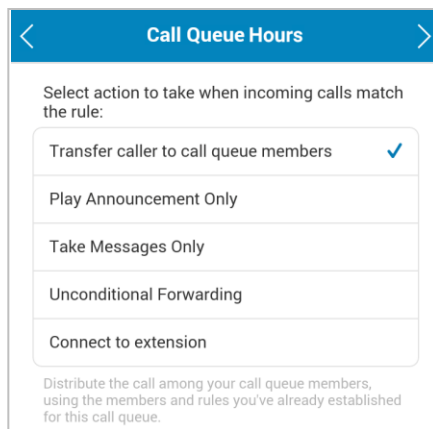 Call Queue Hours
Select action to take when incoming calls match
the rule:
Transfer caller to call queue members
Play Announcement Only
Take Messages Only
Unconditional Forwarding
Connect to extension
Distribute the call among your call queue members,
using the members and rules you've already established
for this call queue.